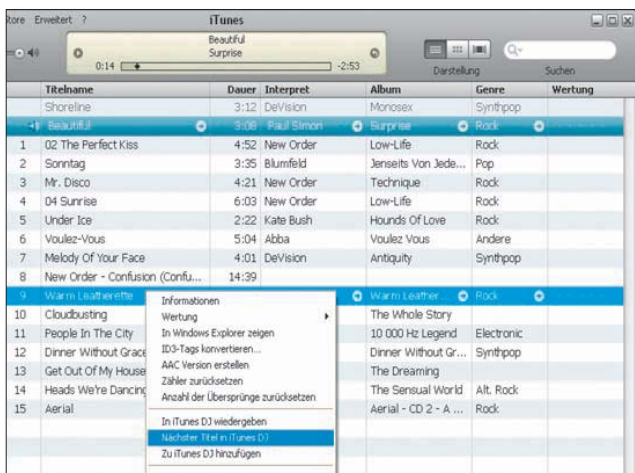 Store Erweitert ? iTunes
Beautiful
Surprise
0:14 -2:53
Darstellung Suchen
Titelname Dauer Interpret Album Genre Wertung
Shoreline 3:12 DeVision Monosex Synthpop
Beautiful 3:08 Paul Simon Surprise Rock
1 02 The Perfect Kiss 4:52 New Order Low-Life Rock
2 Sonntag 3:35 Blumfeld Jenseits Von Jede... Pop
3 Mr. Disco 4:21 New Order Technique Rock
4 04 Sunrise 6:03 New Order Low-Life Rock
5 Under Ice 2:22 Kate Bush Hounds Of Love Rock
6 Voulez-Vous 5:04 Abba Voulez Vous Andere
7 Melody Of Your Face 4:01 DeVision Antiquity Synthpop
8 New Order - Confusion (Confu... 14:39
9 Warm Leatherette Warm Leather... Rock
10 Cloudbusting The Whole Story
11 People In The City 10 000 Hz Legend Electronic
12 Dinner Without Grace Dinner Without Gr... Synthpop
13 Get Out Of My House The Dreaming
14 Heads We're Dancing The Sensual World Alt. Rock
15 Aerial Aerial - CD 2 - A ... Rock
Informationen
Wertung
In Windows Explorer zeigen
ID3-Tags konvertieren...
AAC Version erstellen
Zähler zurücksetzen
Anzahl der Übersprünge zurücksetzen
In iTunes DJ wiedergeben
Nächster Titel in iTunes DJ
Zu iTunes DJ hinzufügen